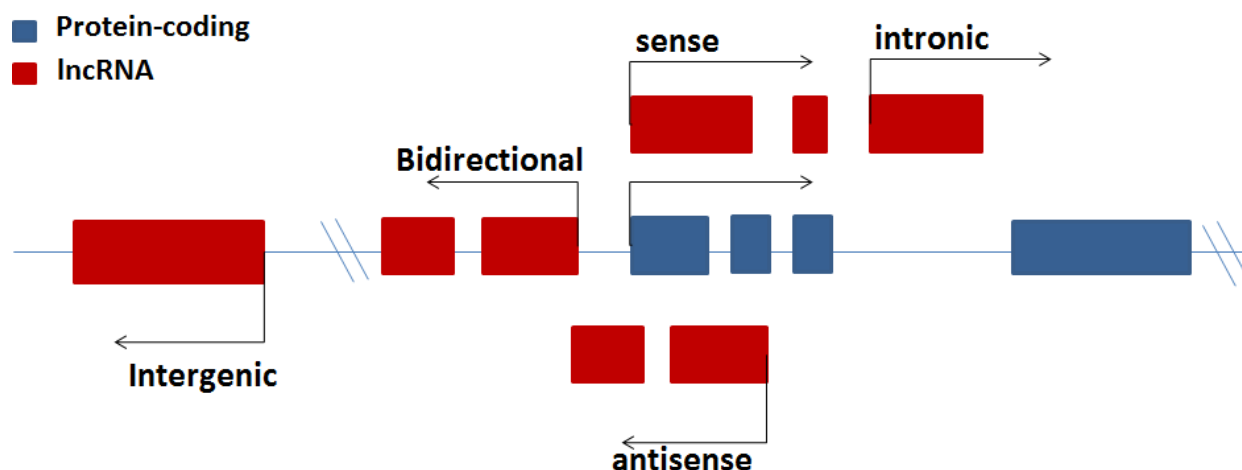 Protein-coding
lncRNA
sense
intronic
Bidirectional
Intergenic
antisense